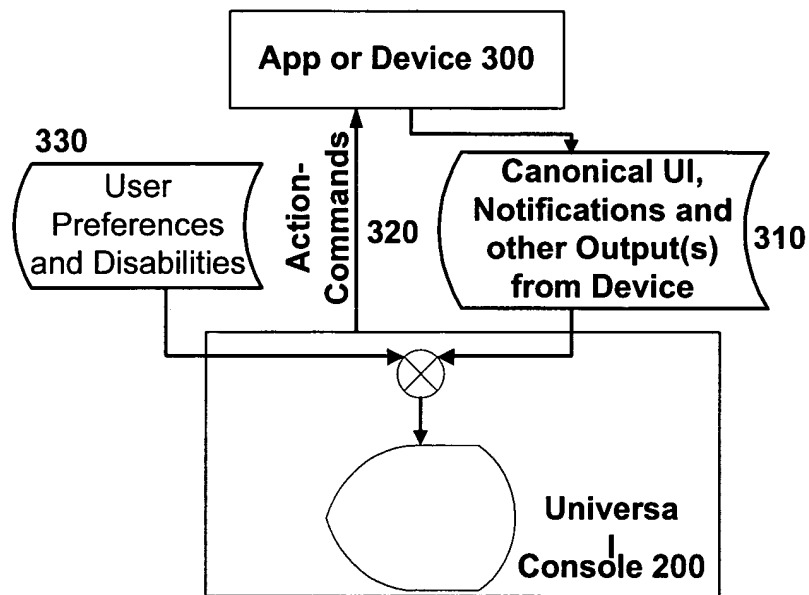 App or Device 300
330
User
Preferences
and Disabilities
Action-
Commands
320
Canonical UI,
Notifications and
other Output(s)
from Device
310
Universa
l
Console 200